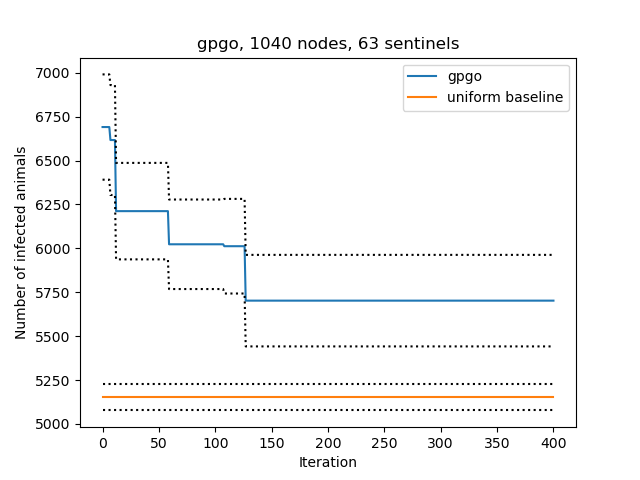 gpgo, 1040 nodes, 63 sentinels
gpgo
uniform baseline
Number of infected animals
7000
6750
6500
6250
6000
5750
5500
5250
5000
0 50 100 150 200 250 300 350 400
Iteration